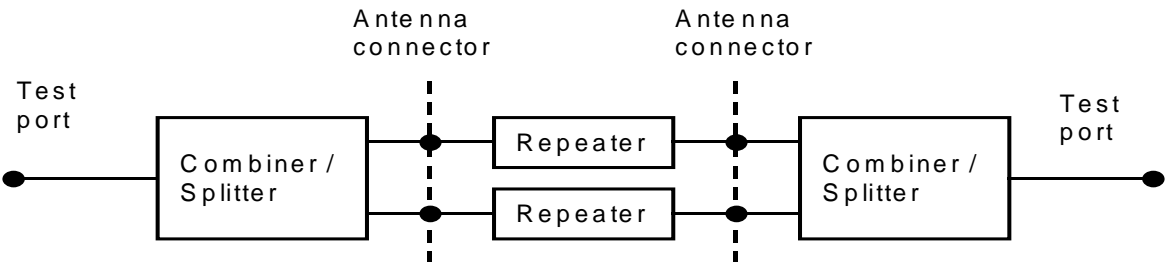 Antenna
connector
Antenna
connector
Test
port
Test
port
Combiner /
Splitter
Repeater
Repeater
Combiner /
Splitter